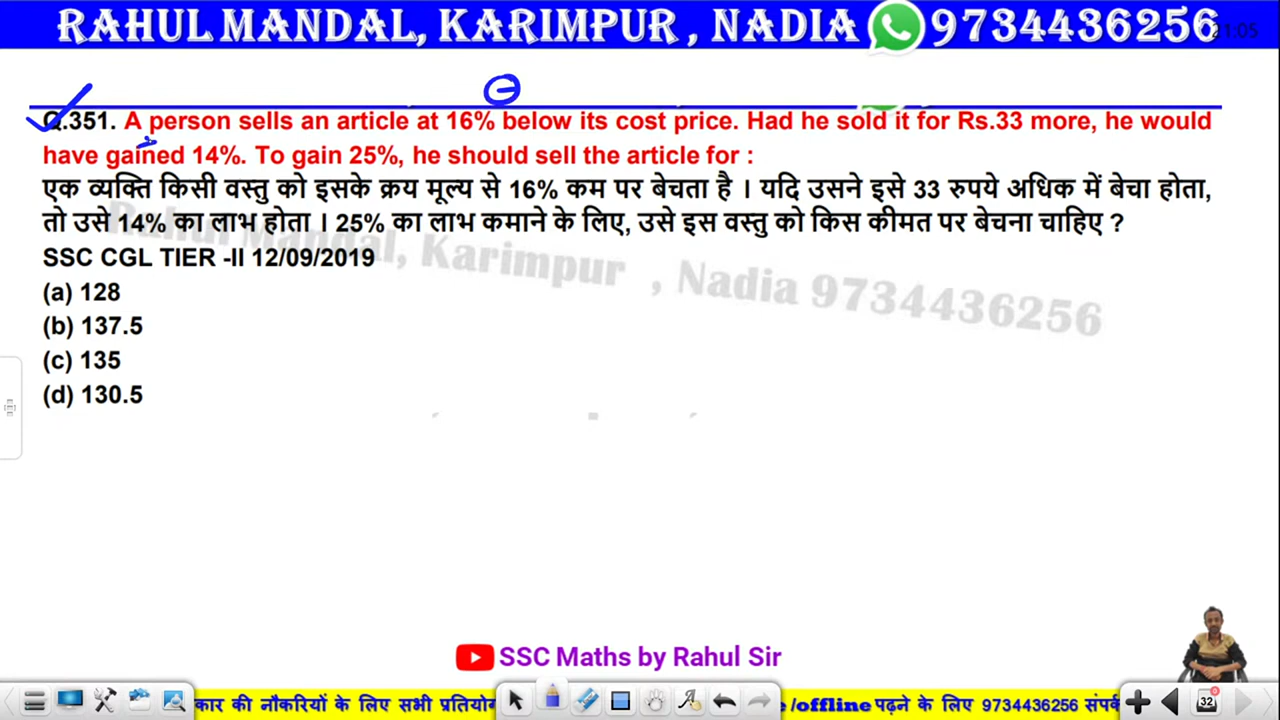 RAHUL MANDAL, KARIMPUR , NADIA 9734436256
21:05
Q.351. A person sells an article at 16% below its cost price. Had he sold it for Rs.33 more, he would
have gained 14%. To gain 25%, he should sell the article for :
एक व्यक्ति किसी वस्तु को इसके क्रय मूल्य से 16% कम पर बेचता है । यदि उसने इसे 33 रुपये अधिक में बेचा होता,
तो उसे 14% का लाभ होता । 25% का लाभ कमाने के लिए, उसे इस वस्तु को किस कीमत पर बेचना चाहिए ?
Rahul Mandal, Karimpur , Nadia 9734436256
SSC CGL TIER -II 12/09/2019
(a) 128
(b) 137.5
(c) 135
(d) 130.5
SSC Maths by Rahul Sir
कार की नौकरियों के लिए सभी प्रतियो
/offline पढ़ने के लिए 9734436256 संपर्क
32